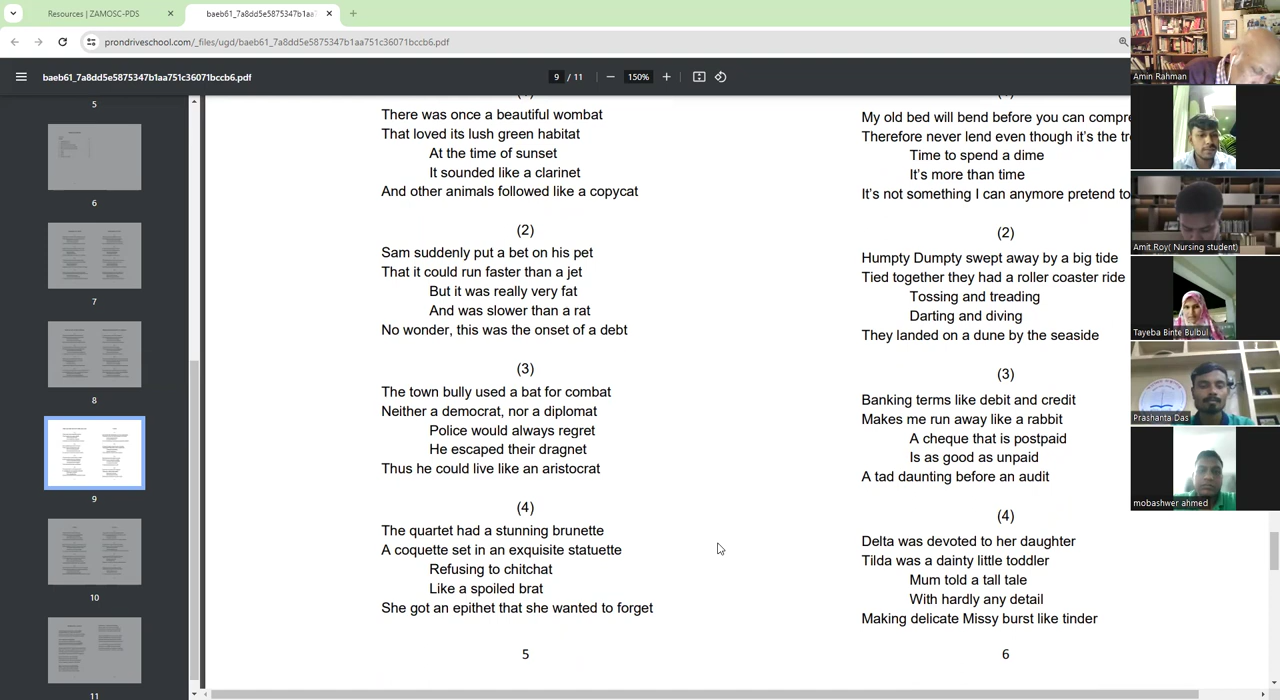 Resources | ZAMOSC-PDS
baeb61_7a8dd5e5875347b1aa
prondriveschool.com/_files/ugd/baeb61_7a8dd5e5875347b1aa751c36071bccb6.pdf
baeb61_7a8dd5e5875347b1aa751c36071bccb6.pdf
9 / 11
150%
5
6
7
8
9
10
11
There was once a beautiful wombat
That loved its lush green habitat
At the time of sunset
It sounded like a clarinet
And other animals followed like a copycat
(2)
Sam suddenly put a bet on his pet
That it could run faster than a jet
But it was really very fat
And was slower than a rat
No wonder, this was the onset of a debt
(3)
The town bully used a bat for combat
Neither a democrat, nor a diplomat
Police did always regret
He escaped their dragnet
Thus he could live like an aristocrat
(4)
The quartet had a stunning brunette
A coquette set in an exquisite statuette
Refusing to chitchat
Like a spoiled brat
She got an epithet that she wanted to forget
5
My old bed will bend before you can compre
Therefore never lend even though it's the tr
Time to spend a dime
It's more than time
It's not something I can anymore pretend to
(2)
Humpty Dumpty swept away by a big tide
Tied together they had a roller coaster ride
Tossing and treading
Darting and diving
They landed on a dune by the seaside
(3)
Banking terms like debit and credit
Makes me run away like a rabbit
A cheque that is postpaid
Is as good as unpaid
A tad daunting before an audit
(4)
Delta was devoted to her daughter
Tilda was a dainty little toddler
Mum told a tall tale
With hardly any detail
Making delicate Missy burst like tinder
6
Amin Rahman
Amit Roy( Nursing student)
Tayeba Binte Bulbul
Prashanta Das
mobashwer ahmed